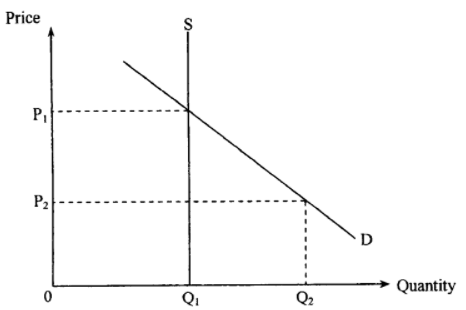 Price
S
P₁
P₂
D
0
Q₁
Q₂
Quantity